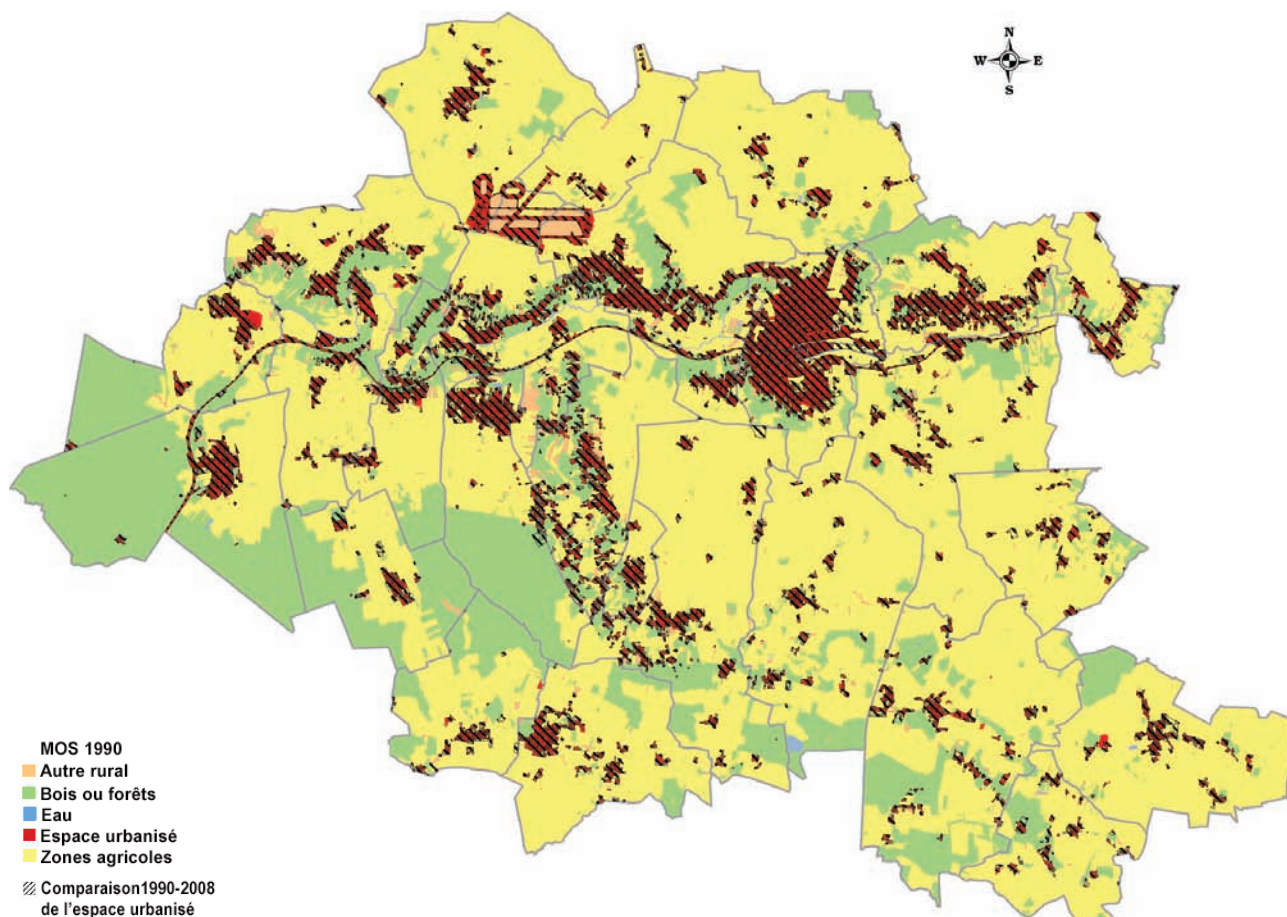 N
W E
S
MOS 1990
Autre rural
Bois ou forêts
Eau
Espace urbanisé
Zones agricoles
Comparaison1990-2008
de l'espace urbanisé